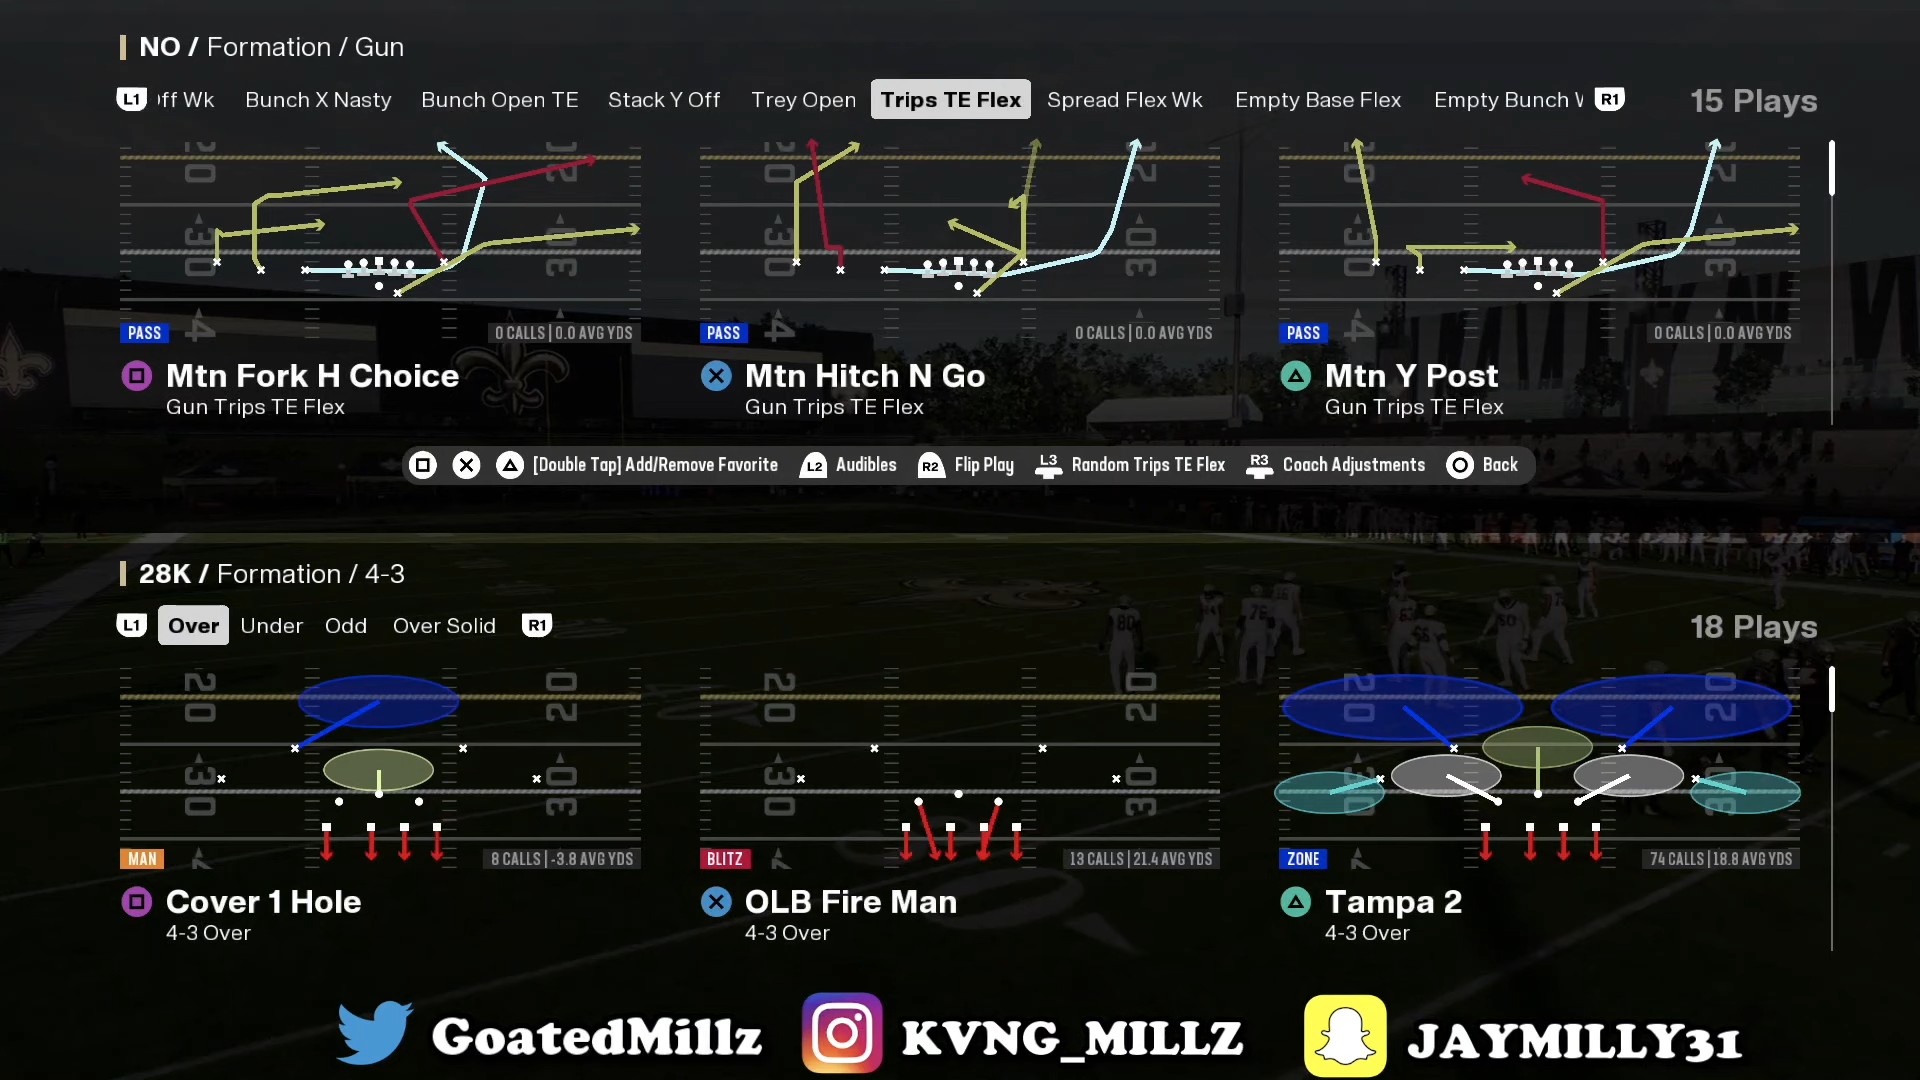 NO / Formation / Gun
L1 Off Wk Bunch X Nasty Bunch Open TE Stack Y Off Trey Open Trips TE Flex Spread Flex Wk Empty Base Flex Empty Bunch R1 15 Plays
PASS 0 CALLS | 0.0 AVG YDS PASS 0 CALLS | 0.0 AVG YDS PASS 0 CALLS | 0.0 AVG YDS
Mtn Fork H Choice Mtn Hitch N Go Mtn Y Post
Gun Trips TE Flex Gun Trips TE Flex Gun Trips TE Flex
[Double Tap] Add/Remove Favorite L2 Audibles R2 Flip Play L3 Random Trips TE Flex R3 Coach Adjustments Back
28K / Formation / 4-3
L1 Over Under Odd Over Solid R1 18 Plays
MAN 8 CALLS | -3.8 AVG YDS BLITZ 13 CALLS | 21.4 AVG YDS ZONE 74 CALLS | 18.8 AVG YDS
Cover 1 Hole OLB Fire Man Tampa 2
4-3 Over 4-3 Over 4-3 Over
GoatedMillz KVNG_MILLZ JAYMILLY31